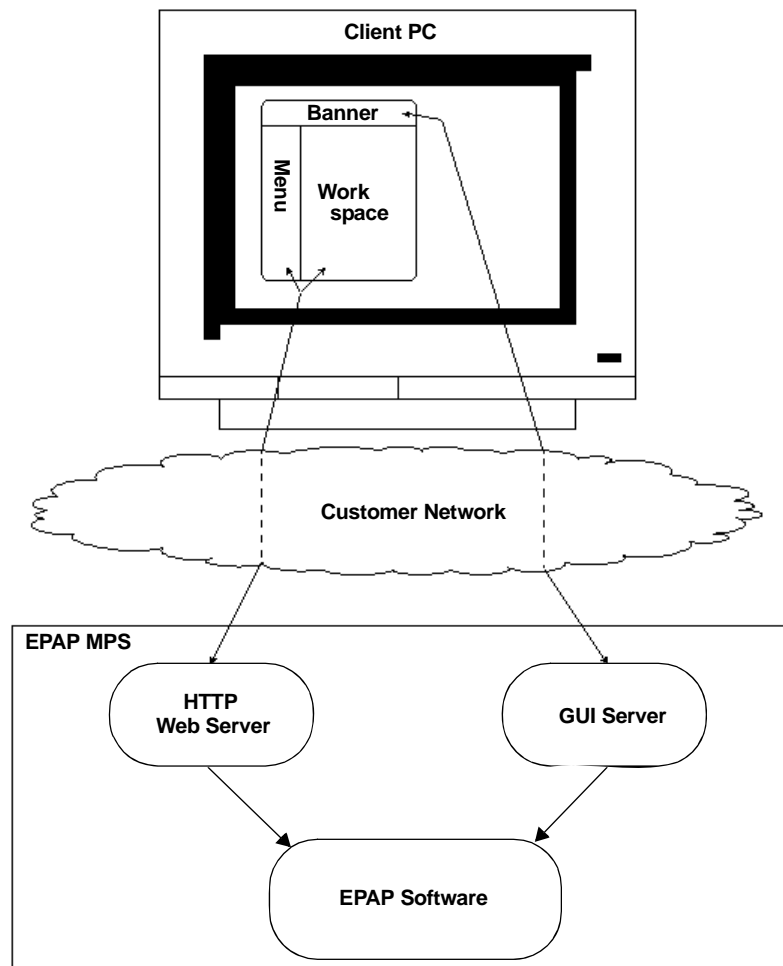 Client PC
Banner
Menu
Work
space
Customer Network
EPAP MPS
HTTP
Web Server
GUI Server
EPAP Software